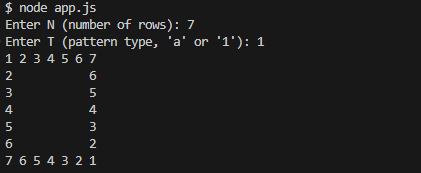 $ node app.js
Enter N (number of rows): 7
Enter T (pattern type, 'a' or '1'): 1
1 2 3 4 5 6 7
2           6
3           5
4           4
5           3
6           2
7 6 5 4 3 2 1